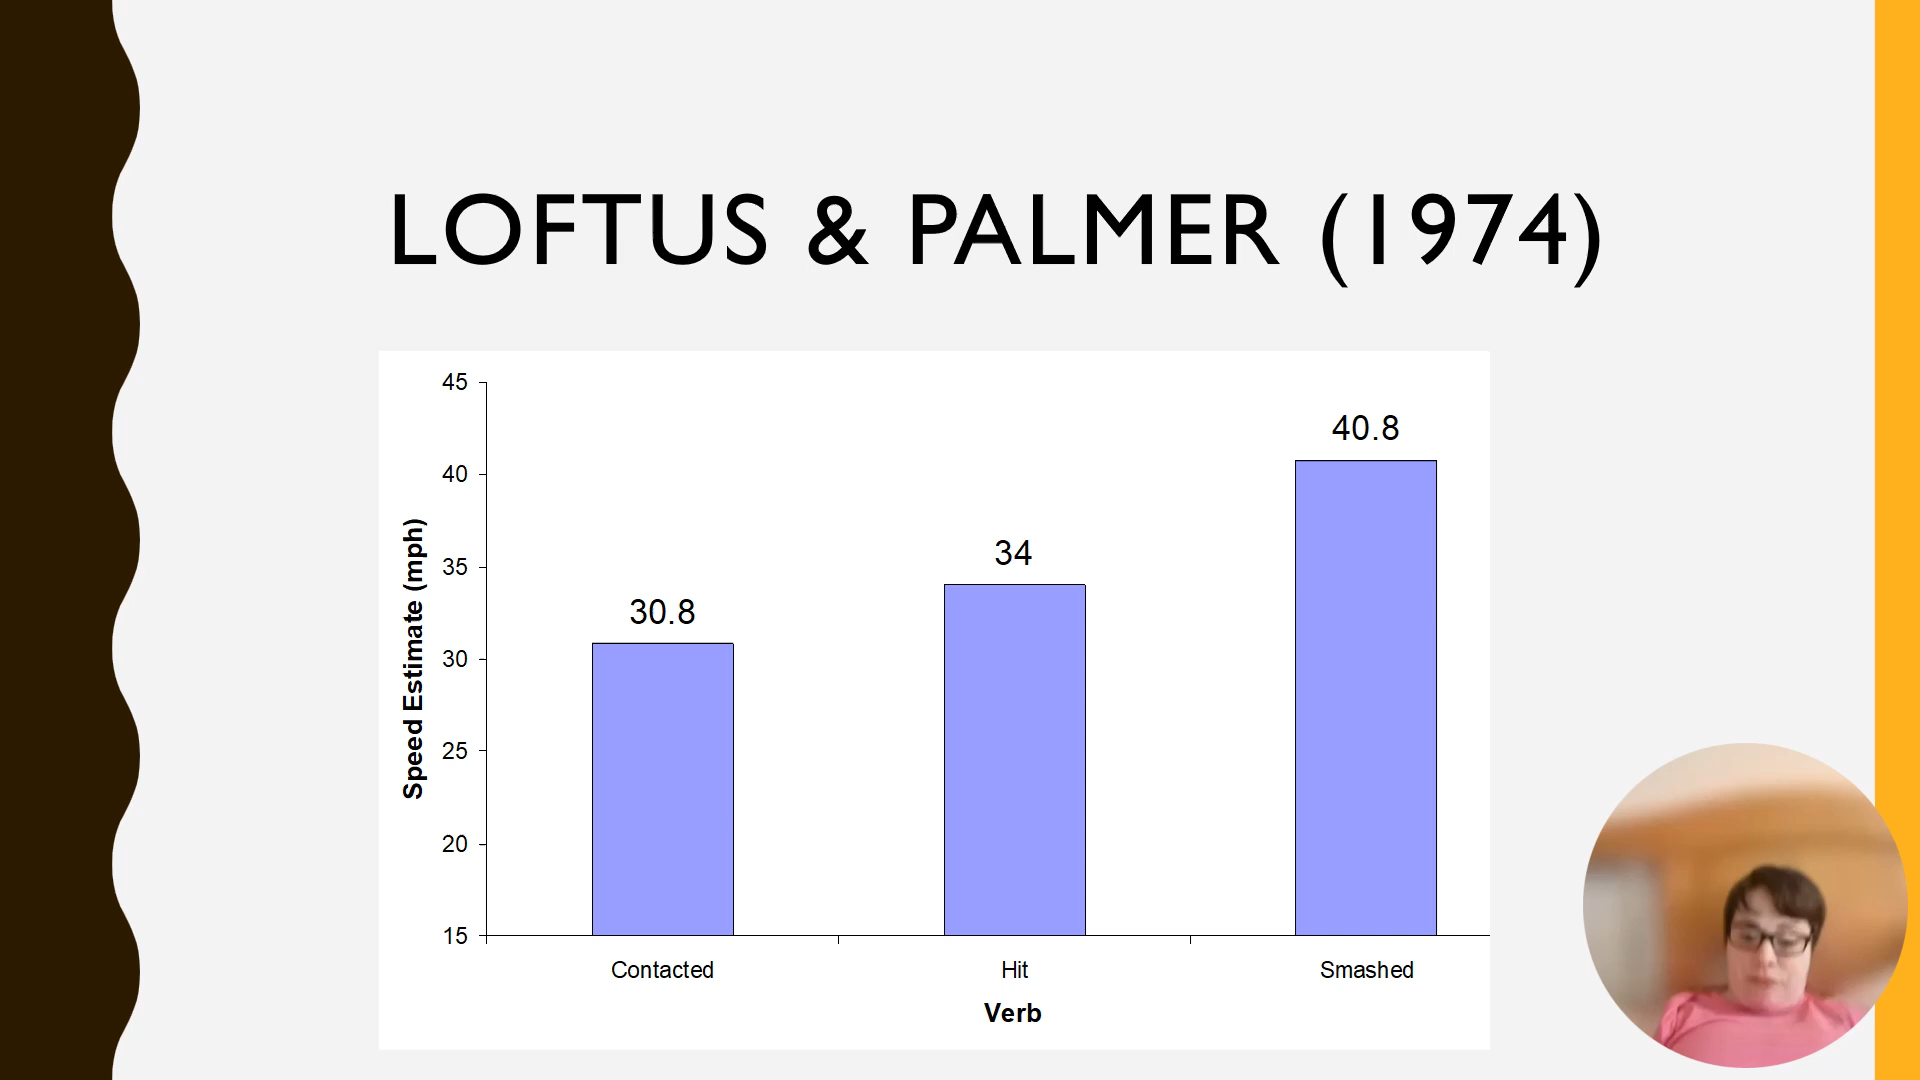 LOFTUS & PALMER (1974)
45
40
35
30
25
20
15
Speed Estimate (mph)
30.8
34
40.8
Contacted
Hit
Smashed
Verb